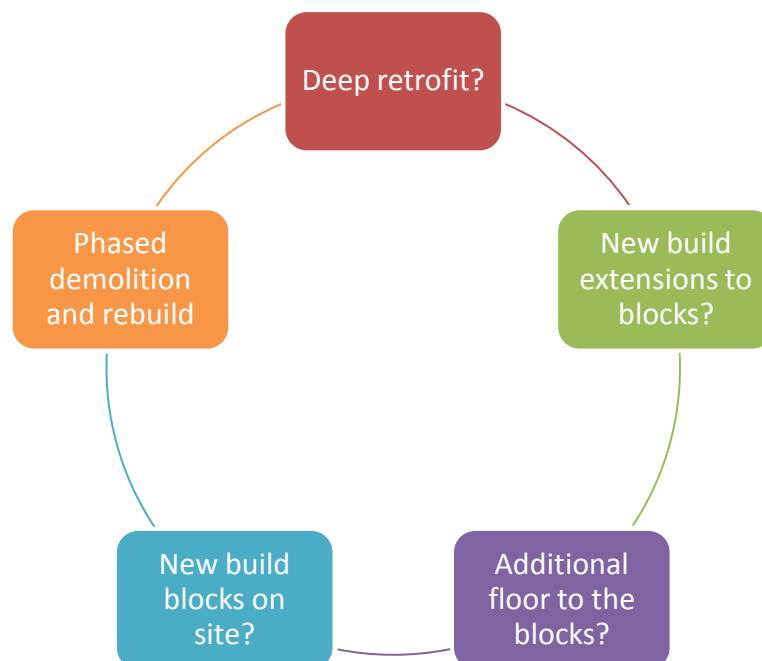 Deep retrofit?
Phased
demolition
and rebuild
New build
extensions to
blocks?
New build
blocks on
site?
Additional
floor to the
blocks?